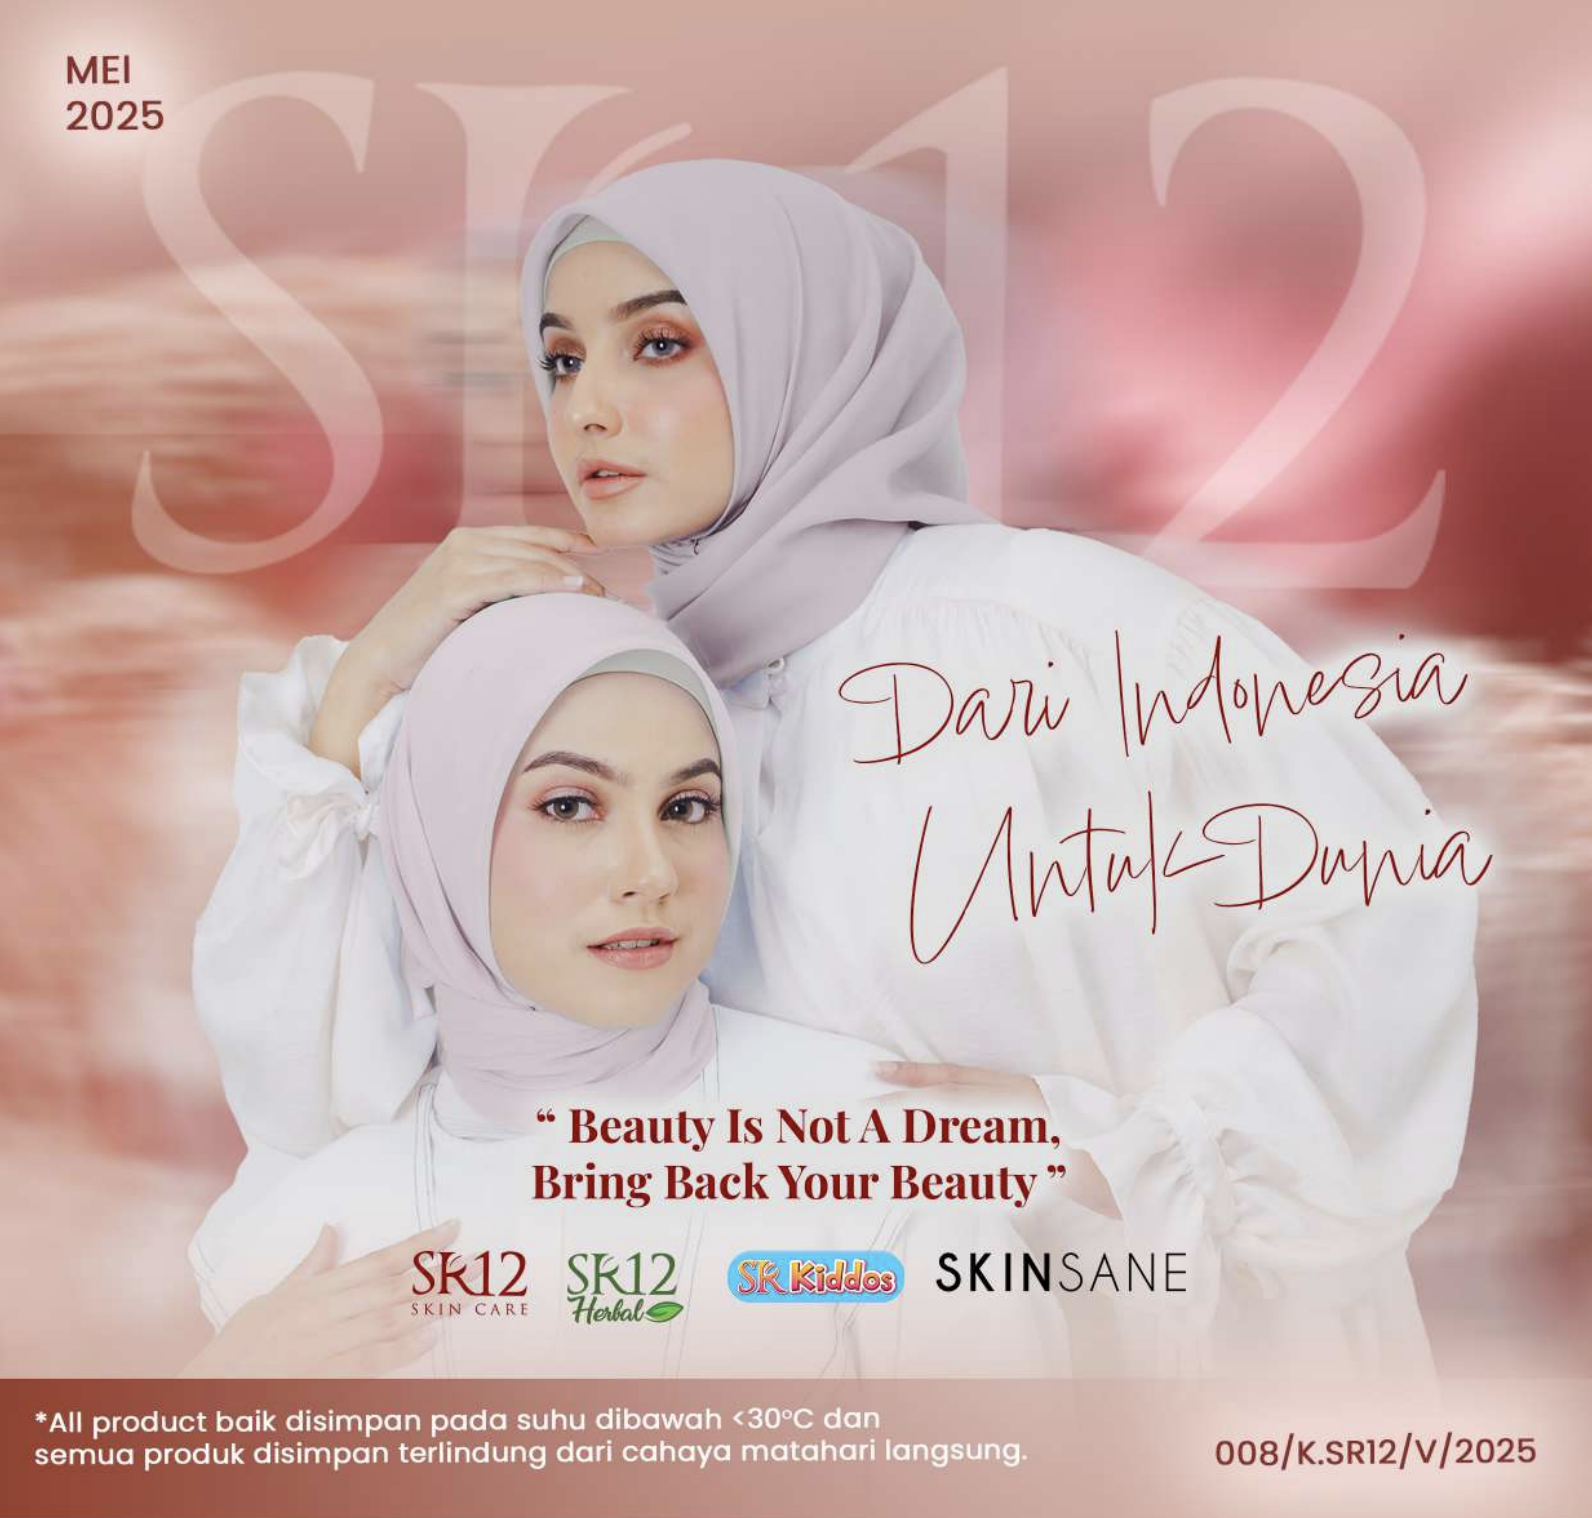 MEI
2025
SR12
Dari Indonesia
Untuk Dunia
“ Beauty Is Not A Dream,
Bring Back Your Beauty ”
SR12
SKIN CARE
SR12
Herbal
SR Kiddos
SKINSANE
*All product baik disimpan pada suhu dibawah <30°C dan
semua produk disimpan terlindung dari cahaya matahari langsung.
008/K.SR12/V/2025